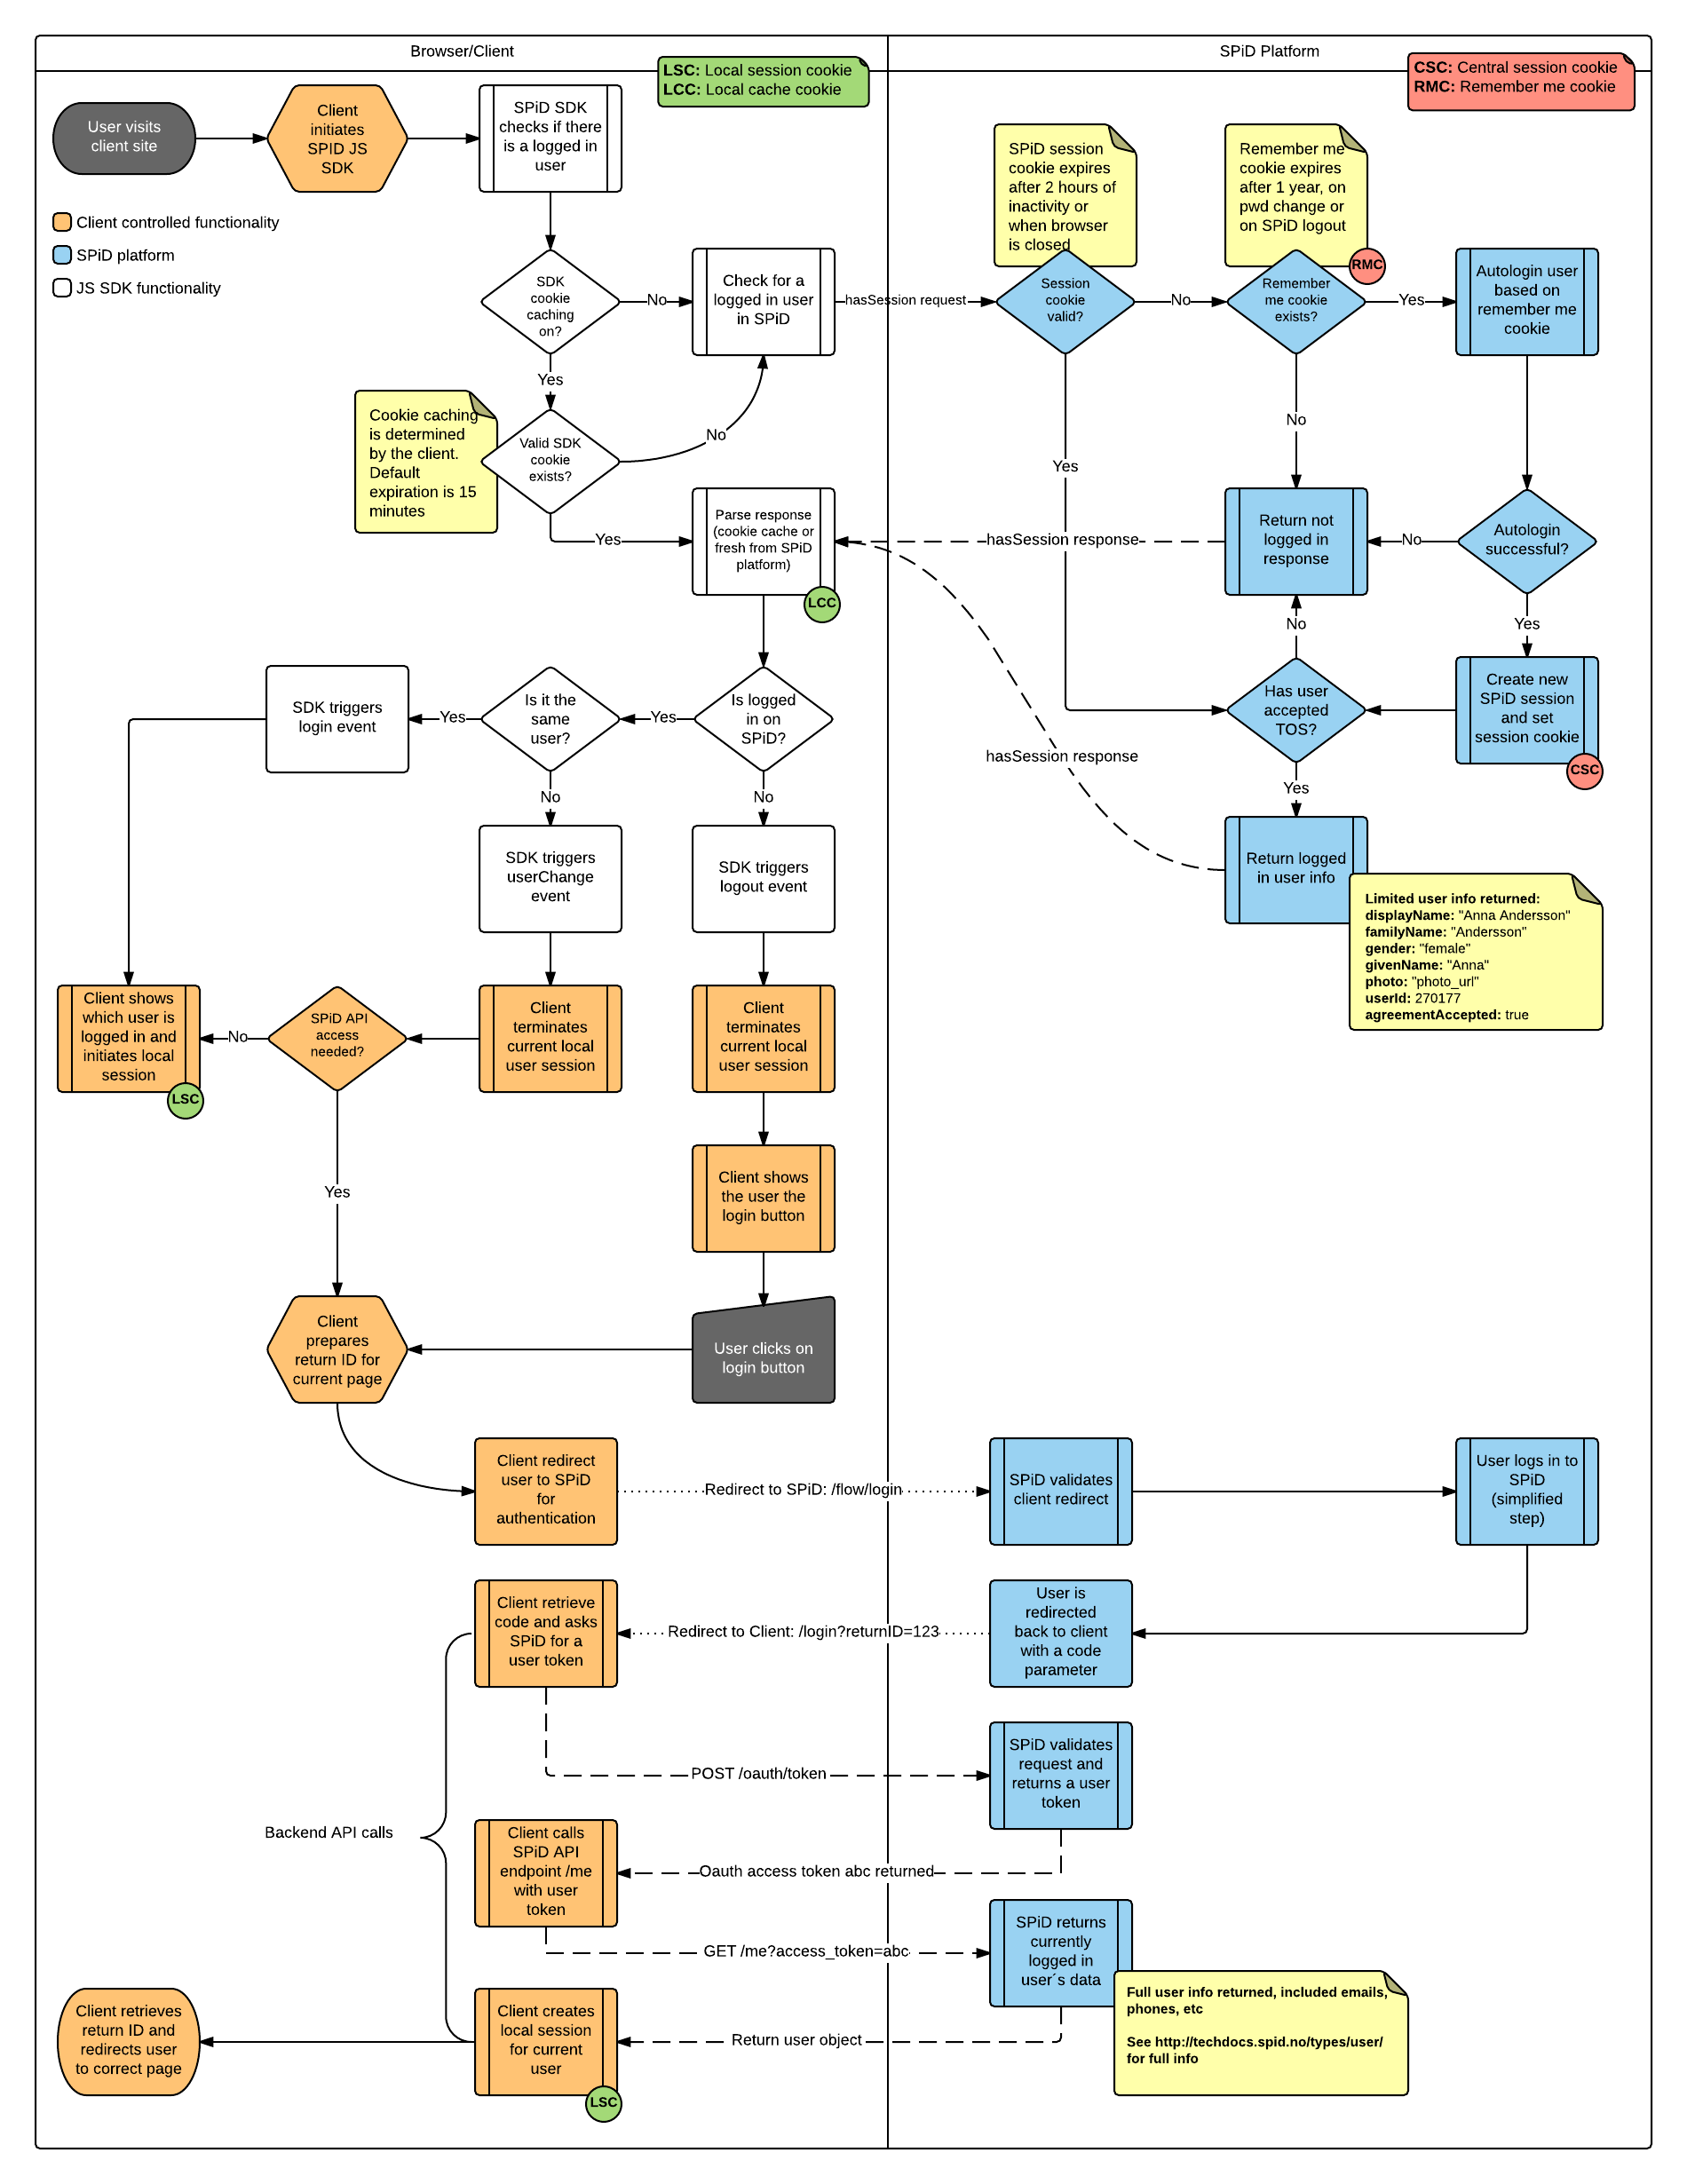 Browser/Client
SPiD Platform
LSC: Local session cookie
LCC: Local cache cookie
CSC: Central session cookie
RMC: Remember me cookie
User visits
client site
Client
initiates
SPID JS
SDK
SPiD SDK
checks if there
is a logged in
user
Client controlled functionality
SPiD platform
JS SDK functionality
SPiD session
cookie expires
after 2 hours of
inactivity or
when browser
is closed
Remember me
cookie expires
after 1 year, on
pwd change or
on SPiD logout
RMC
SDK
cookie
caching
on?
No
Check for a
logged in user
in SPiD
hasSession request
Session
cookie
valid?
No
Remember
me cookie
exists?
Yes
Autologin user
based on
remember me
cookie
Yes
Cookie caching
is determined
by the client.
Default
expiration is 15
minutes
Valid SDK
cookie
exists?
No
No
Yes
Yes
Parse response
(cookie cache or
fresh from SPiD
platform)
LCC
hasSession response
Return not
logged in
response
No
Autologin
successful?
No
Yes
SDK triggers
login event
Yes
Is it the
same
user?
Yes
Is logged
in on
SPiD?
Has user
accepted
TOS?
Create new
SPiD session
and set
session cookie
CSC
hasSession response
No
No
Yes
SDK triggers
userChange
event
SDK triggers
logout event
Return logged
in user info
Limited user info returned:
displayName: "Anna Andersson"
familyName: "Andersson"
gender: "female"
givenName: "Anna"
photo: "photo_url"
userId: 270177
agreementAccepted: true
Client shows
which user is
logged in and
initiates local
session
LSC
No
SPiD API
access
needed?
Client
terminates
current local
user session
Client
terminates
current local
user session
Yes
Client shows
the user the
login button
Client
prepares
return ID for
current page
User clicks on
login button
Client redirect
user to SPiD
for
authentication
Redirect to SPiD: /flow/login
SPiD validates
client redirect
User logs in to
SPiD
(simplified
step)
Client retrieve
code and asks
SPiD for a
user token
Redirect to Client: /login?returnID=123
User is
redirected
back to client
with a code
parameter
POST /oauth/token
SPiD validates
request and
returns a user
token
Backend API calls
Client calls
SPiD API
endpoint /me
with user
token
Oauth access token abc returned
GET /me?access_token=abc
SPiD returns
currently
logged in
user´s data
Full user info returned, included emails,
phones, etc
See http://techdocs.spid.no/types/user/
for full info
Client retrieves
return ID and
redirects user
to correct page
Client creates
local session
for current
user
LSC
Return user object